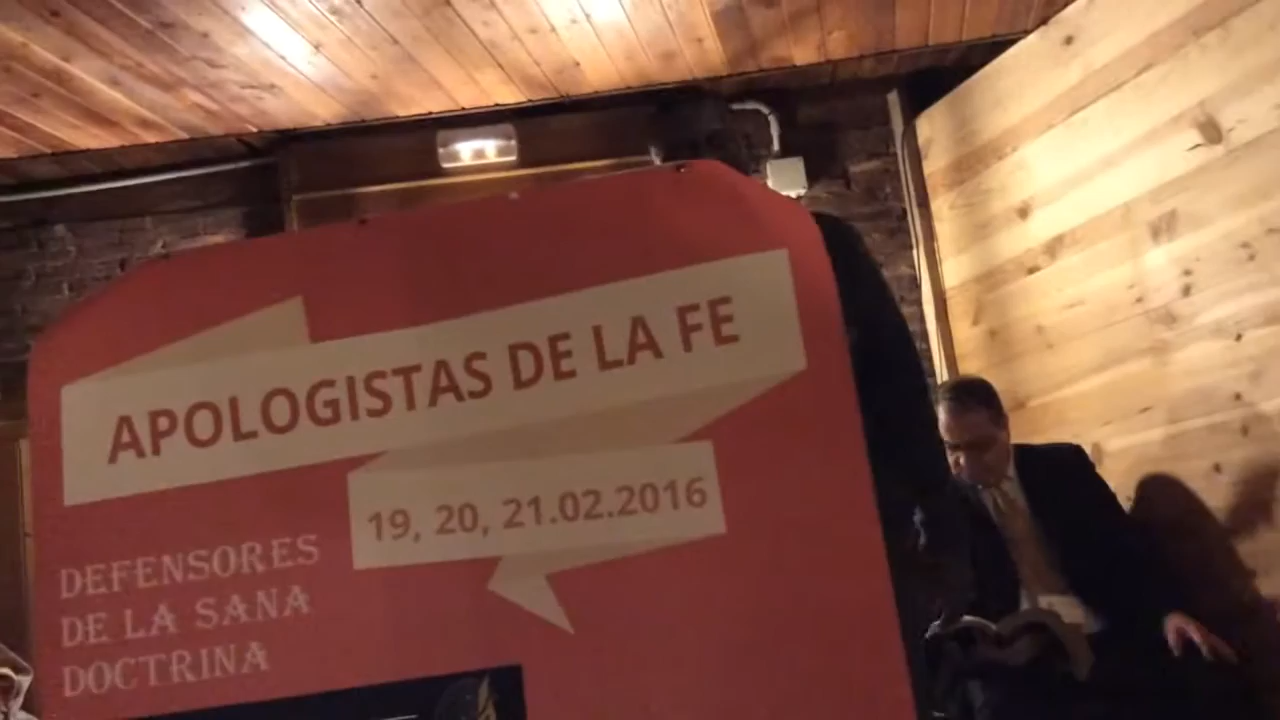 APOLOGISTAS DE LA FE
19, 20, 21.02.2016
DEFENSORES
DE LA SANA
DOCTRINA